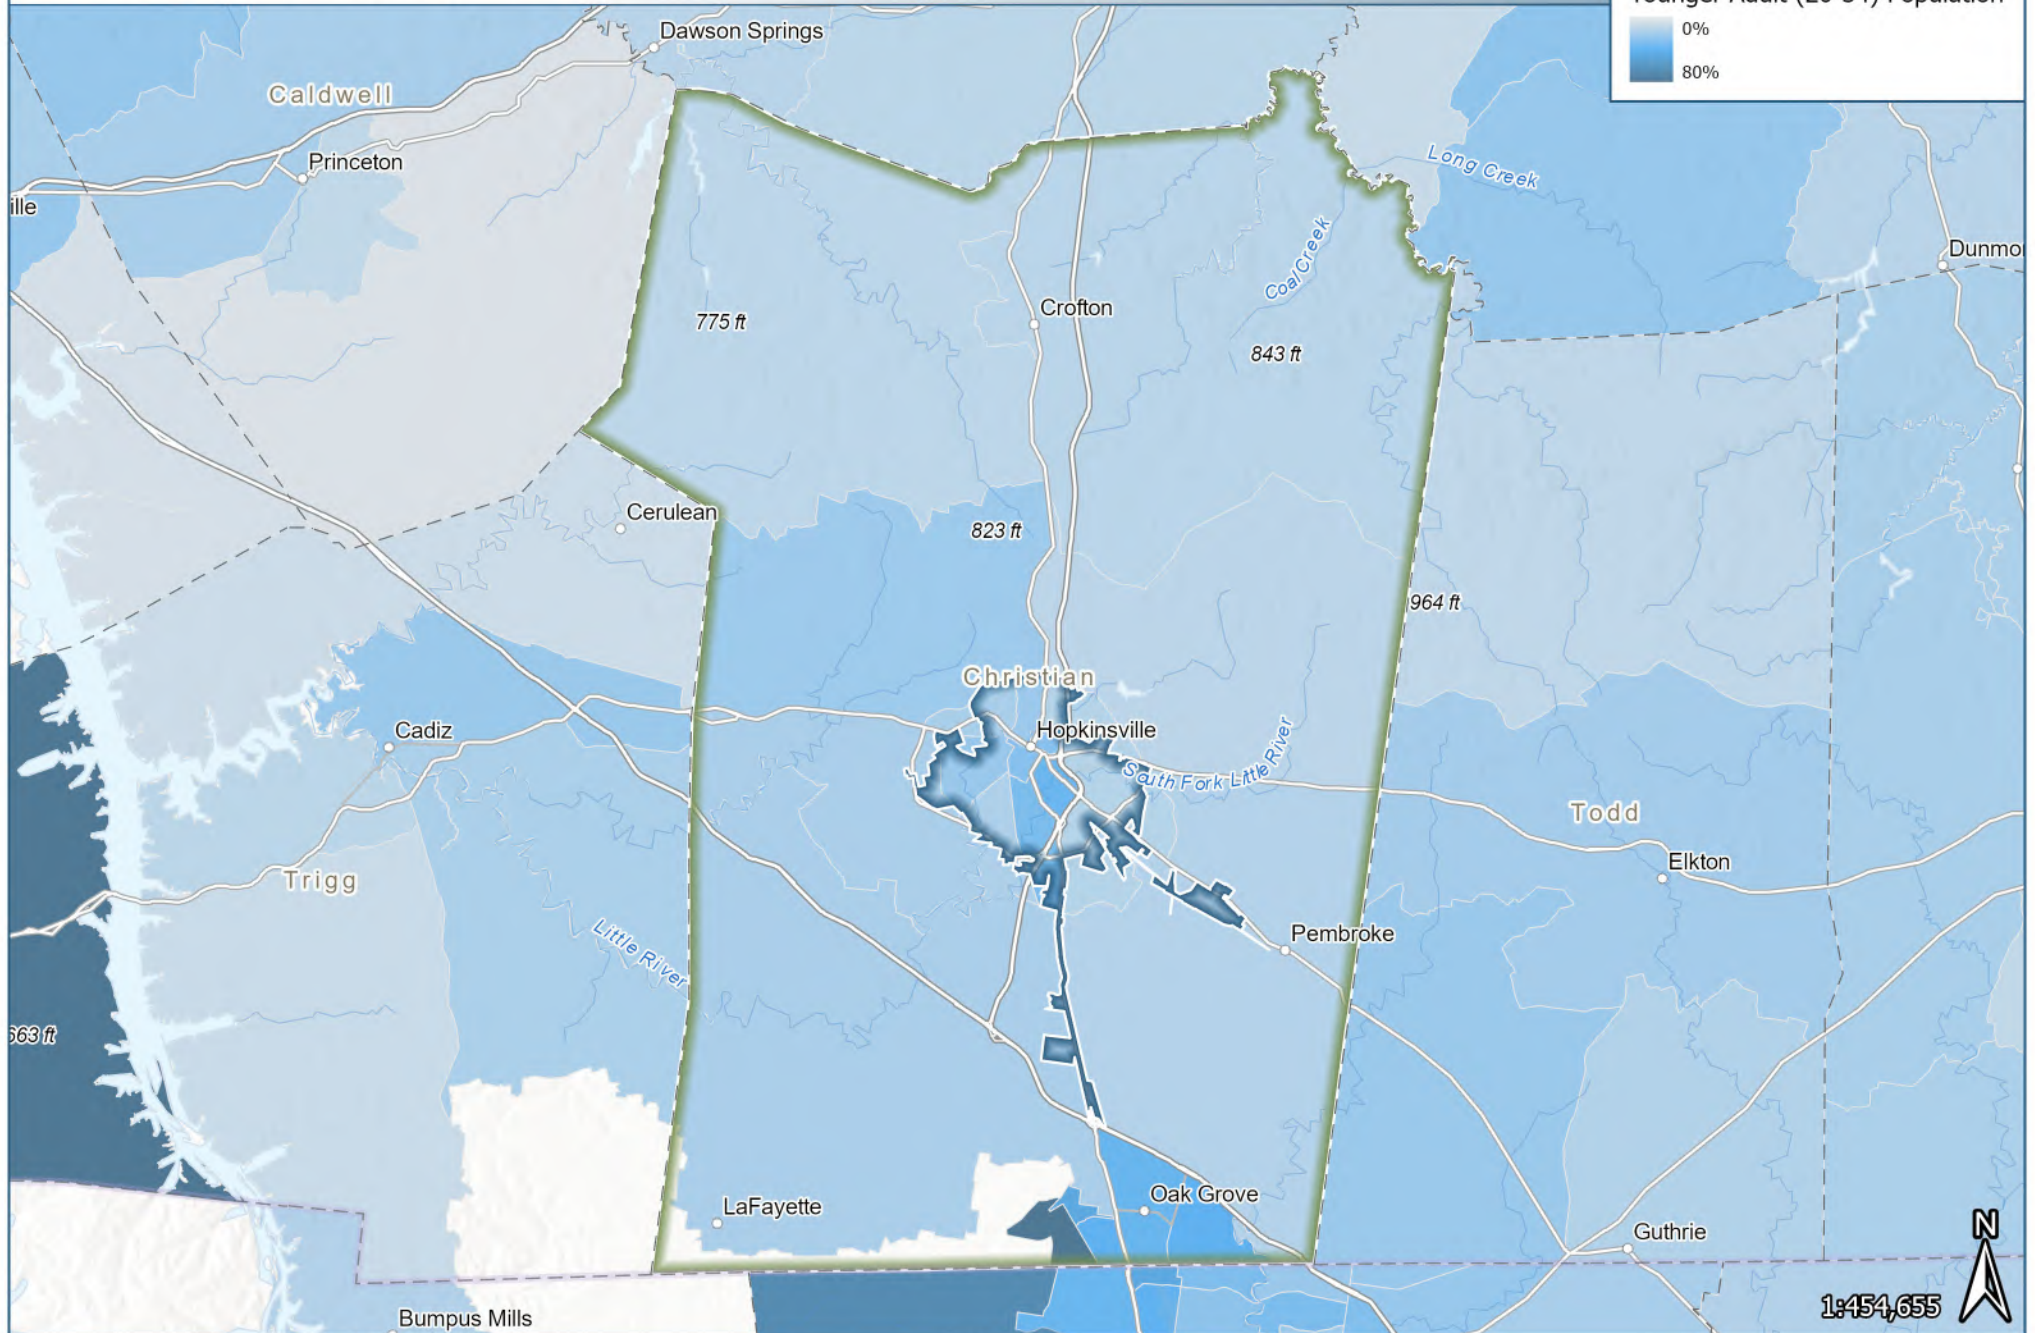 Dawson Springs
0%
80%
Caldwell
Princeton
Long Creek
ille
Dunmo
Coal Creek
Crofton
775 ft
843 ft
Cerulean
823 ft
964 ft
Christian
Cadiz
Hopkinsville
South Fork Little River
Todd
Elkton
Trigg
Little River
Pembroke
663 ft
Oak Grove
LaFayette
N
Guthrie
1:454,655
Bumpus Mills